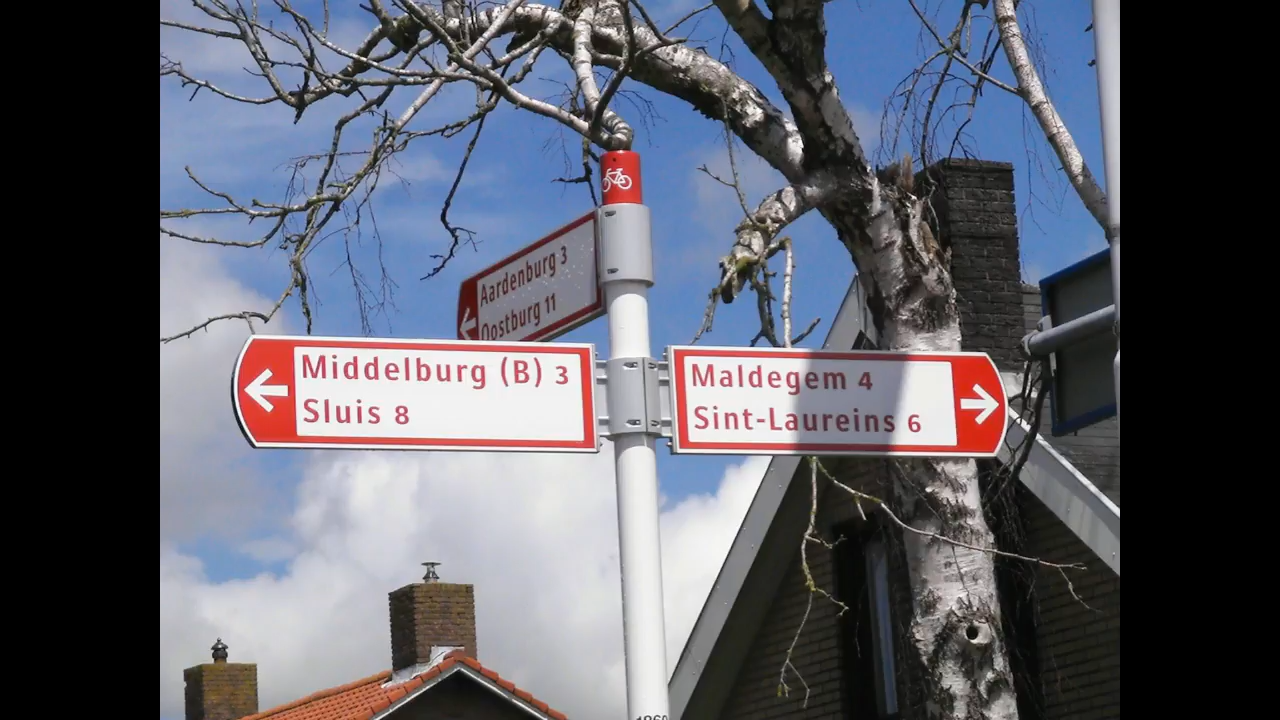 Aardenburg 3
Oostburg 11
Middelburg (B) 3
Sluis 8
Maldegem 4
Sint-Laureins 6